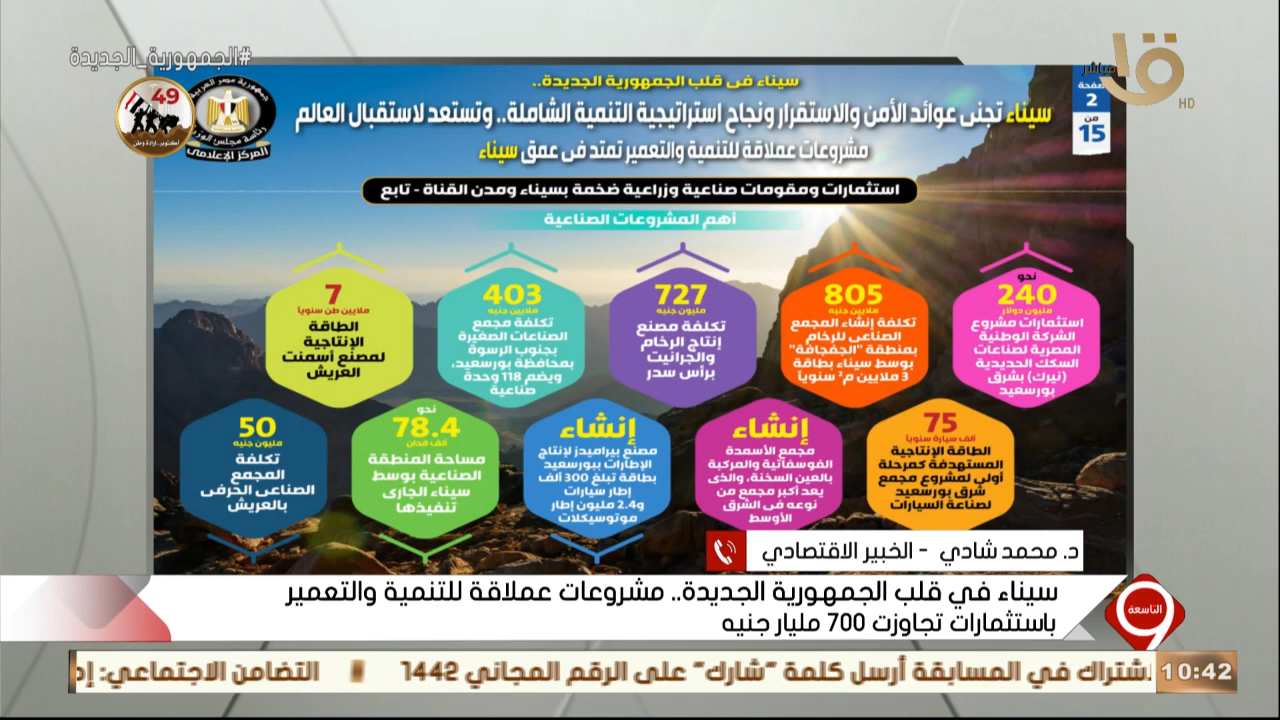 #الجمهورية_الجديدة
مباشر
HD
صفحة
2
من
15
49
أكتوبر.. إرادة وطن
جمهورية مصر العربية
رئاسة مجلس الوزراء
المركز الإعلامى
سيناء فى قلب الجمهورية الجديدة..
سيناء تجنى عوائد الأمن والاستقرار ونجاح استراتيجية التنمية الشاملة.. وتستعد لاستقبال العالم
مشروعات عملاقة للتنمية والتعمير تمتد فى عمق سيناء
استثمارات ومقومات صناعية وزراعية ضخمة بسيناء ومدن القناة - تابع
أهم المشروعات الصناعية
نحو
240
مليون دولار
استثمارات مشروع
الشركة الوطنية
المصرية لصناعات
السكك الحديدية
(نيرك) بشرق
بورسعيد
805
ملايين جنيه
تكلفة إنشاء المجمع
الصناعى للرخام
بمنطقة "الجفجافة"
بوسط سيناء بطاقة
3 ملايين م² سنوياً
727
مليون جنيه
تكلفة مصنع
إنتاج الرخام
والجرانيت
برأس سدر
403
ملايين جنيه
تكلفة مجمع
الصناعات الصغيرة
بجنوب الرسوة
بمحافظة بورسعيد،
ويضم 118 وحدة
صناعية
7
ملايين طن سنوياً
الطاقة
الإنتاجية
لمصنع أسمنت
العريش
75
ألف سيارة سنوياً
الطاقة الإنتاجية
المستهدفة كمرحلة
أولى لمشروع مجمع
شرق بورسعيد
لصناعة السيارات
إنشاء
مجمع الأسمدة
الفوسفاتية والمركبة
بالعين السخنة، والذى
يعد أكبر مجمع من
نوعه فى الشرق
الأوسط
إنشاء
مصنع بيراميدز لإنتاج
الإطارات ببورسعيد
بطاقة تبلغ 300 ألف
إطار سيارات
و2.4 مليون إطار
موتوسيكلات
نحو
78.4
ألف فدان
مساحة المنطقة
الصناعية بوسط
سيناء الجارى
تنفيذها
50
مليون جنيه
تكلفة
المجمع
الصناعى الحرفى
بالعريش
د. محمد شادي - الخبير الاقتصادي
سيناء في قلب الجمهورية الجديدة.. مشروعات عملاقة للتنمية والتعمير
باستثمارات تجاوزت 700 مليار جنيه
التاسعة
10:42
اشتراك في المسابقة أرسل كلمة "شارك" على الرقم المجاني 1442
التضامن الاجتماعي: